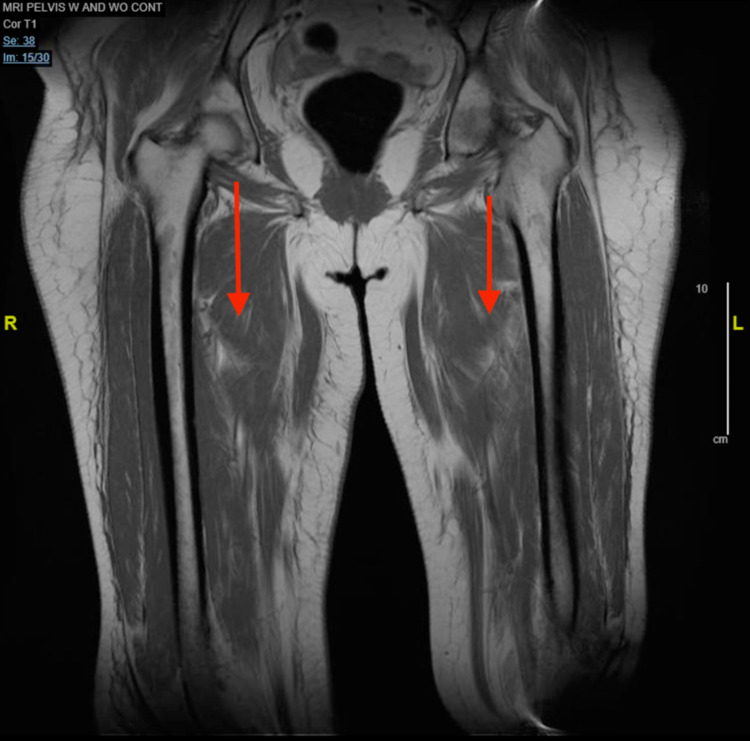 MRI PELVIS W AND WO CONT
Cor T1
Se: 38
Im: 15/30
10
R
L
cm